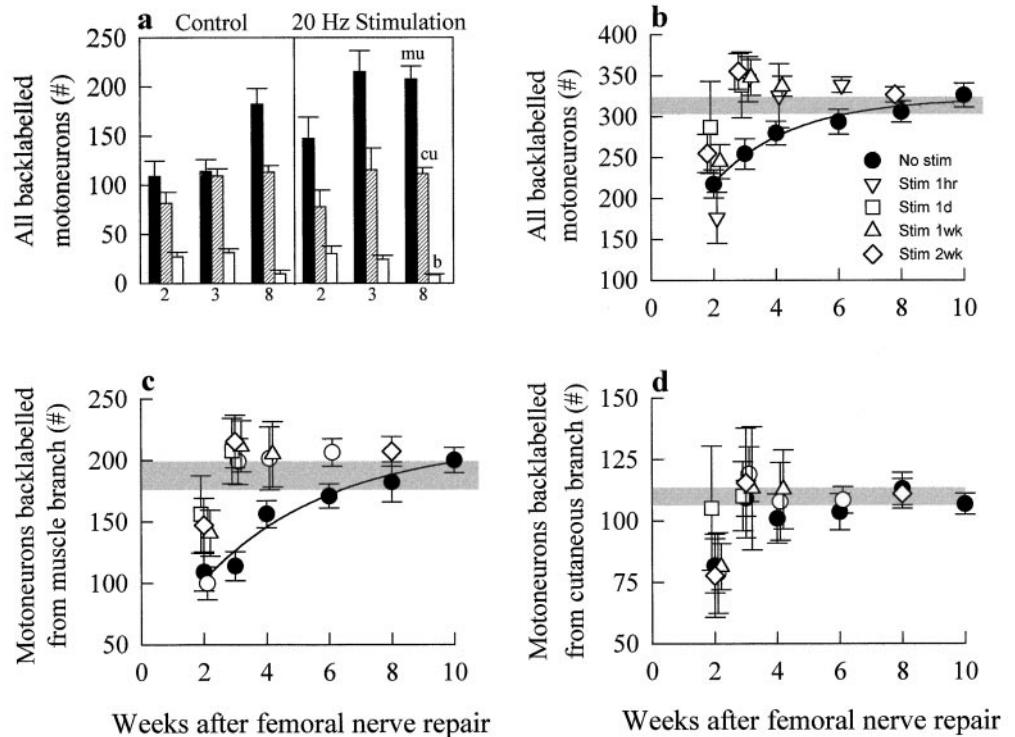 a
Control
20 Hz Stimulation
All backlabelled
motoneurons (#)
250
200
150
100
50
0
mu
cu
b
2 3 8 2 3 8
b
All backlabelled
motoneurons (#)
400
350
300
250
200
150
100
No stim
Stim 1hr
Stim 1d
Stim 1wk
Stim 2wk
0 2 4 6 8 10
c
Motoneurons backlabelled
from muscle branch (#)
250
200
150
100
50
0 2 4 6 8 10
Weeks after femoral nerve repair
d
Motoneurons backlabelled
from cutaneous branch (#)
150
125
100
75
50
0 2 4 6 8 10
Weeks after femoral nerve repair